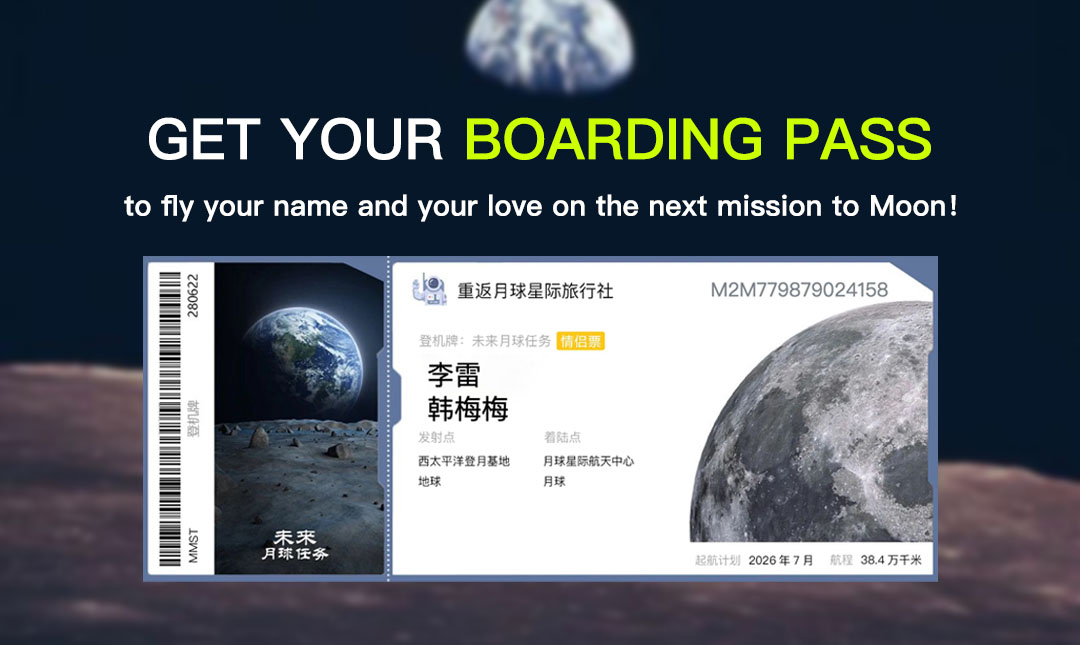 GET YOUR BOARDING PASS
to fly your name and your love on the next mission to Moon!
280622
登机牌
MMST
未来
月球任务
重返月球星际旅行社
M2M779879024158
登机牌：未来月球任务 情侣票
李雷
韩梅梅
发射点 着陆点
西太平洋登月基地 月球星际航天中心
地球 月球
起航计划 2026 年 7 月 航程 38.4 万千米